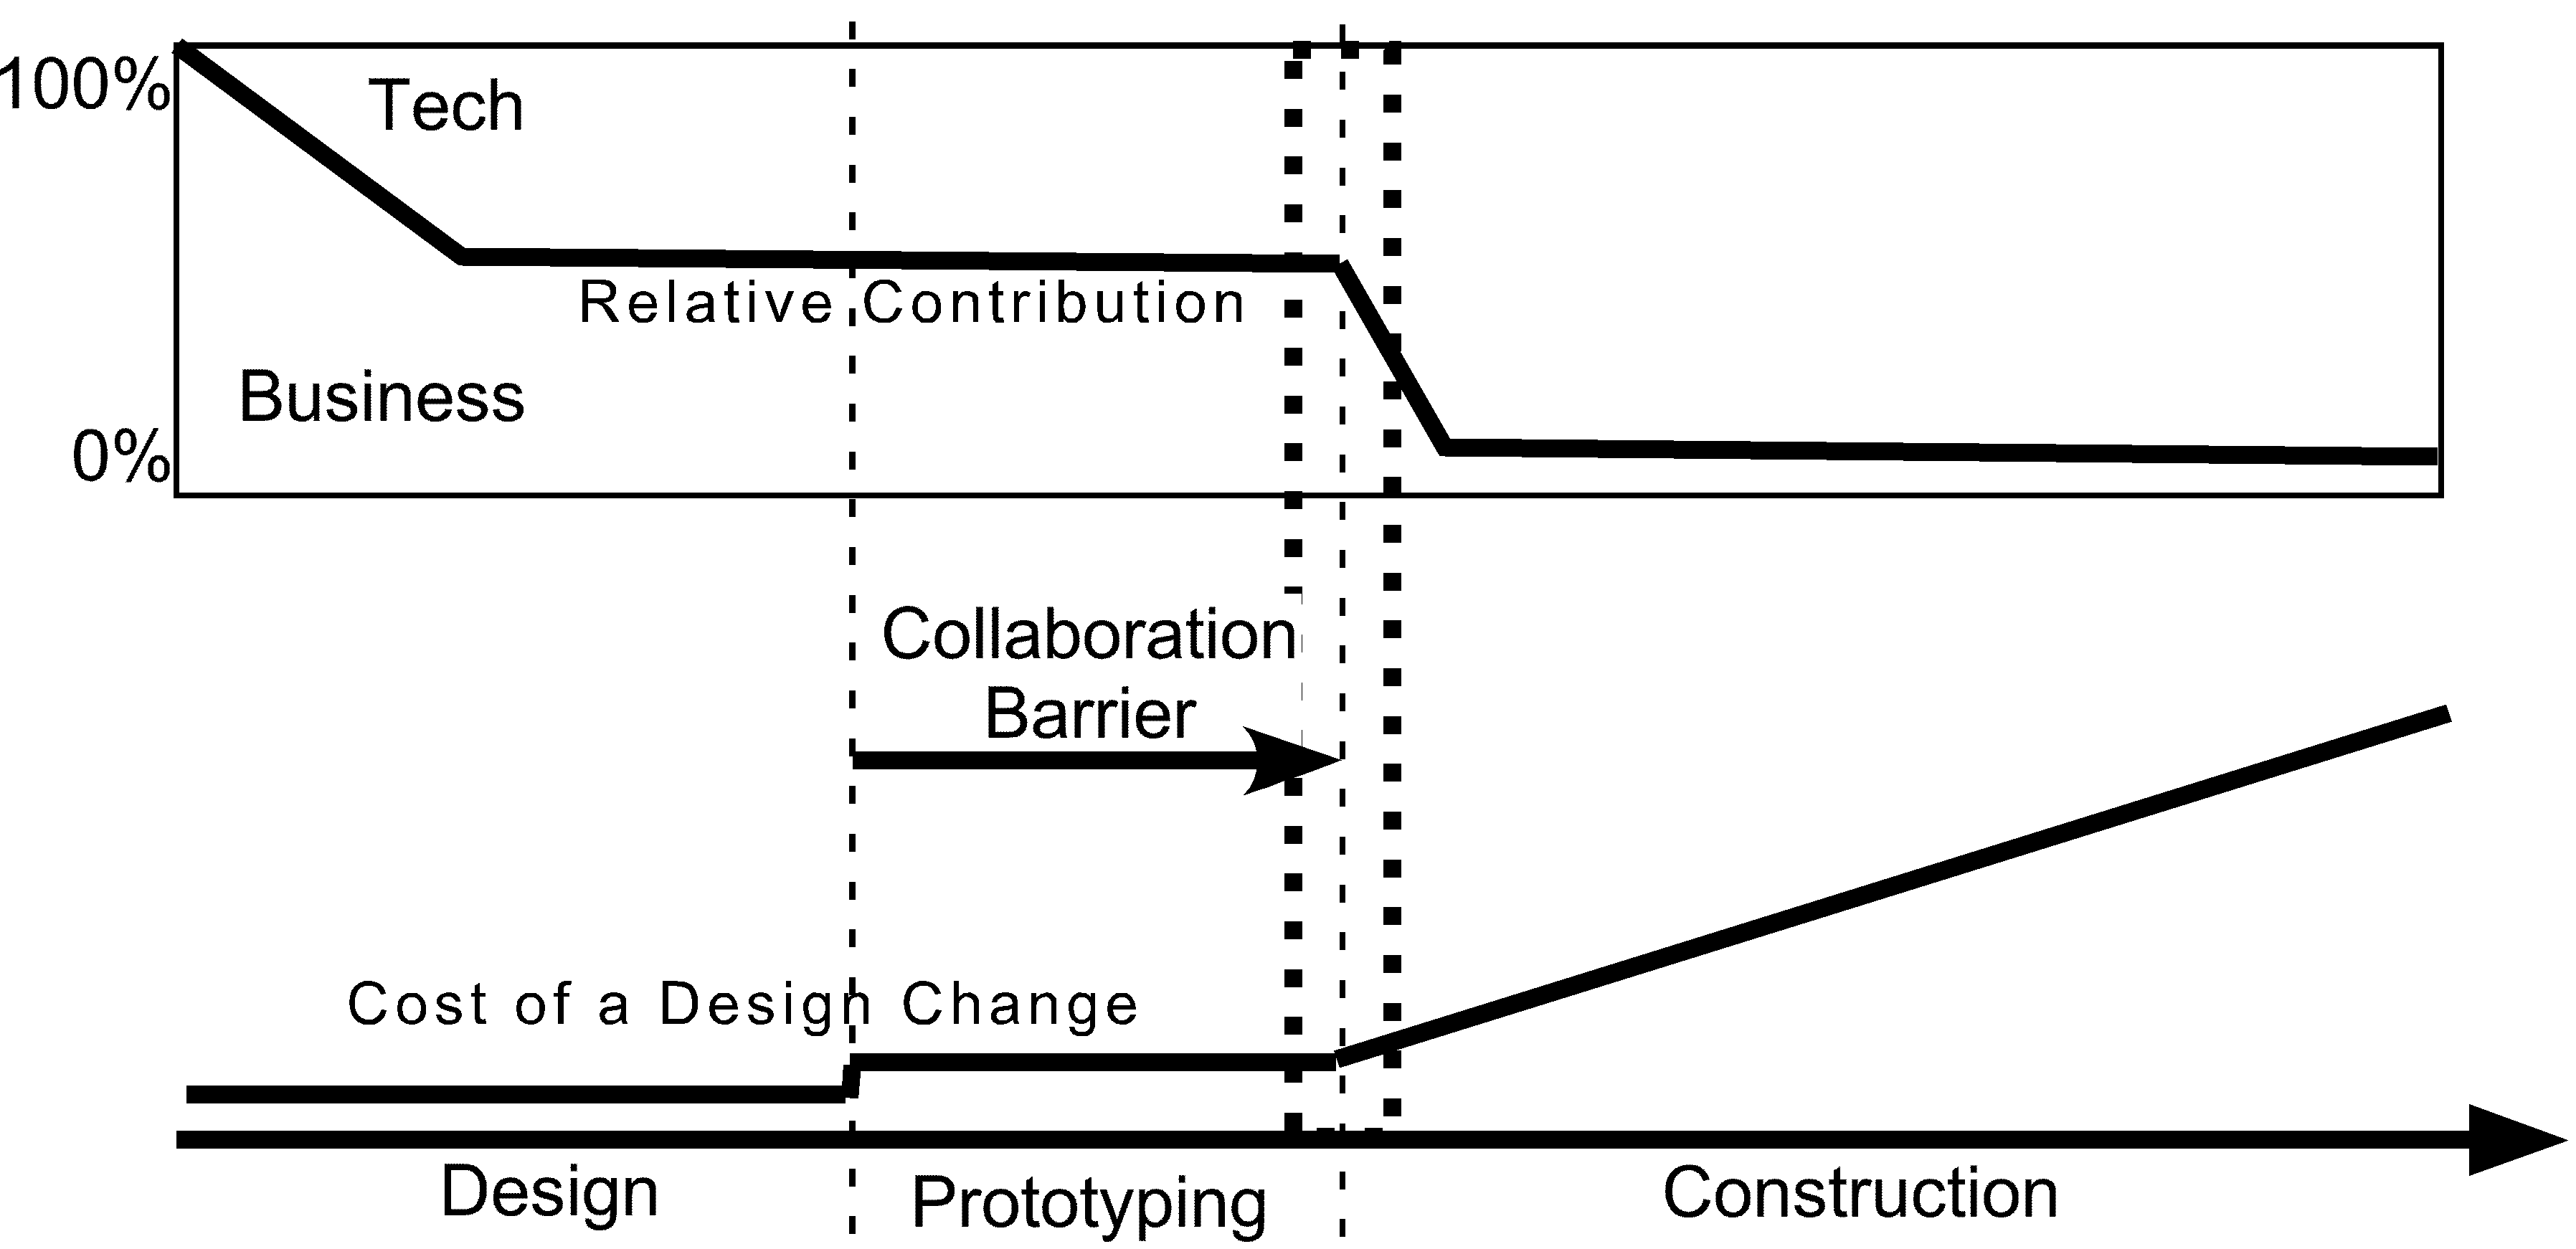 100%
Tech
Relative Contribution
Business
0%
Collaboration
Barrier
Cost of a Design Change
Design
Prototyping
Construction